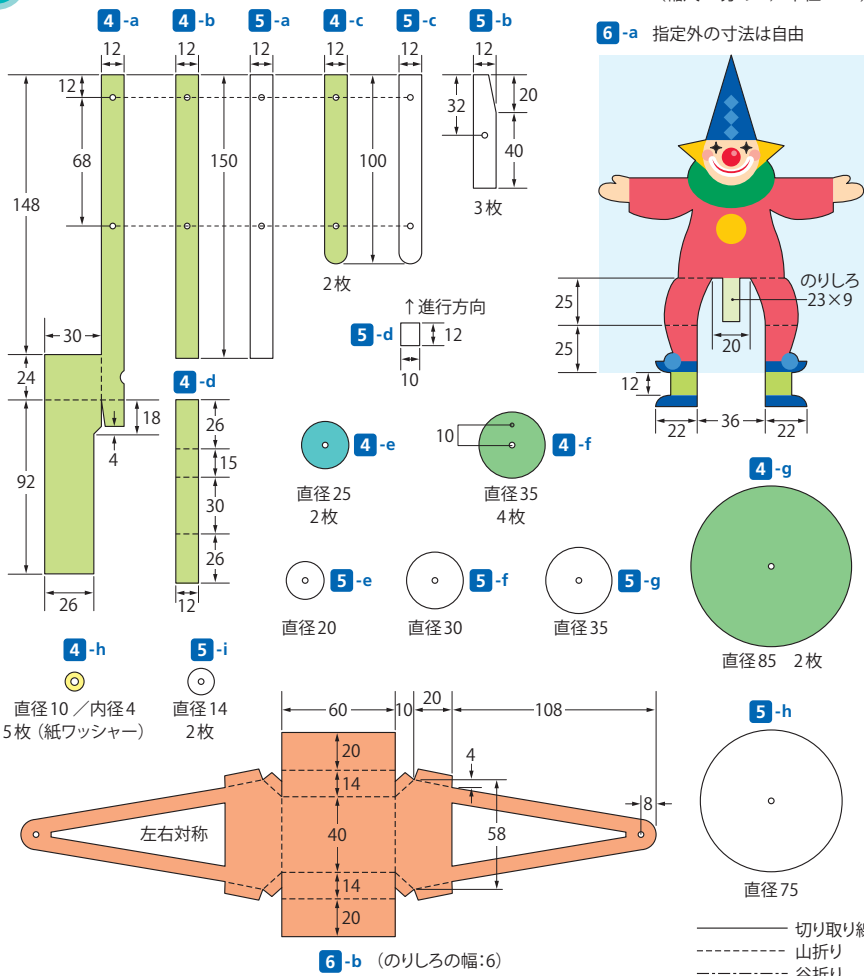 4-a
4-b
5-a
4-c
5-c
5-b
6-a 指定外の寸法は自由
12
12
12
12
12
12
12
20
32
68
150
100
40
148
3枚
2枚
のりしろ
23×9
25
20
25
12
22
36
22
↑進行方向
5-d
12
10
30
24
4-d
18
4
92
26
15
30
26
12
26
4-e
直径25
2枚
10
4-f
直径35
4枚
4-g
直径85 2枚
5-e
直径20
5-f
直径30
5-g
直径35
4-h
直径10／内径4
5枚（紙ワッシャー）
5-i
直径14
2枚
5-h
直径75
60
10
20
108
20
14
4
8
左右対称
40
58
14
20
6-b （のりしろの幅：6）
切り取り線
山折り
谷折り